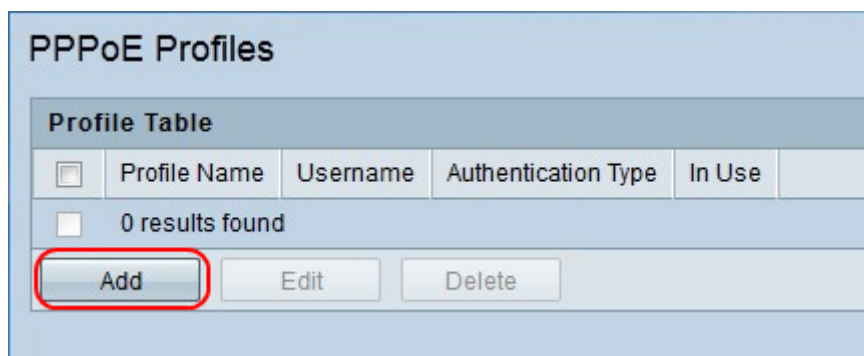 PPPoE Profiles
Profile Table
Profile Name Username Authentication Type In Use
0 results found
Add Edit Delete